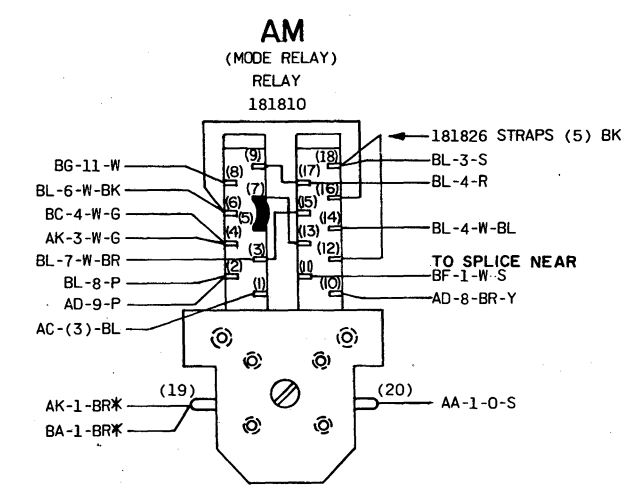 AM
(MODE RELAY)
RELAY
181810
181826 STRAPS (5) BK
(9) (18)
BG-11-W BL-3-S
(8) (17)
BL-4-R
(7) (16)
BL-6-W-BK
(6) (15)
BC-4-W-G (5) (14) BL-4-W-BL
(4) (13)
AK-3-W-G
(3) (12)
BL-7-W-BR TO SPLICE NEAR
(2) (11) BF-1-W S
BL-8-P
(1) (10)
AD-9-P AD-8-BR-Y
AC-(3)-BL
(19) (20)
AK-1-BR* AA-1-O-S
BA-1-BR*